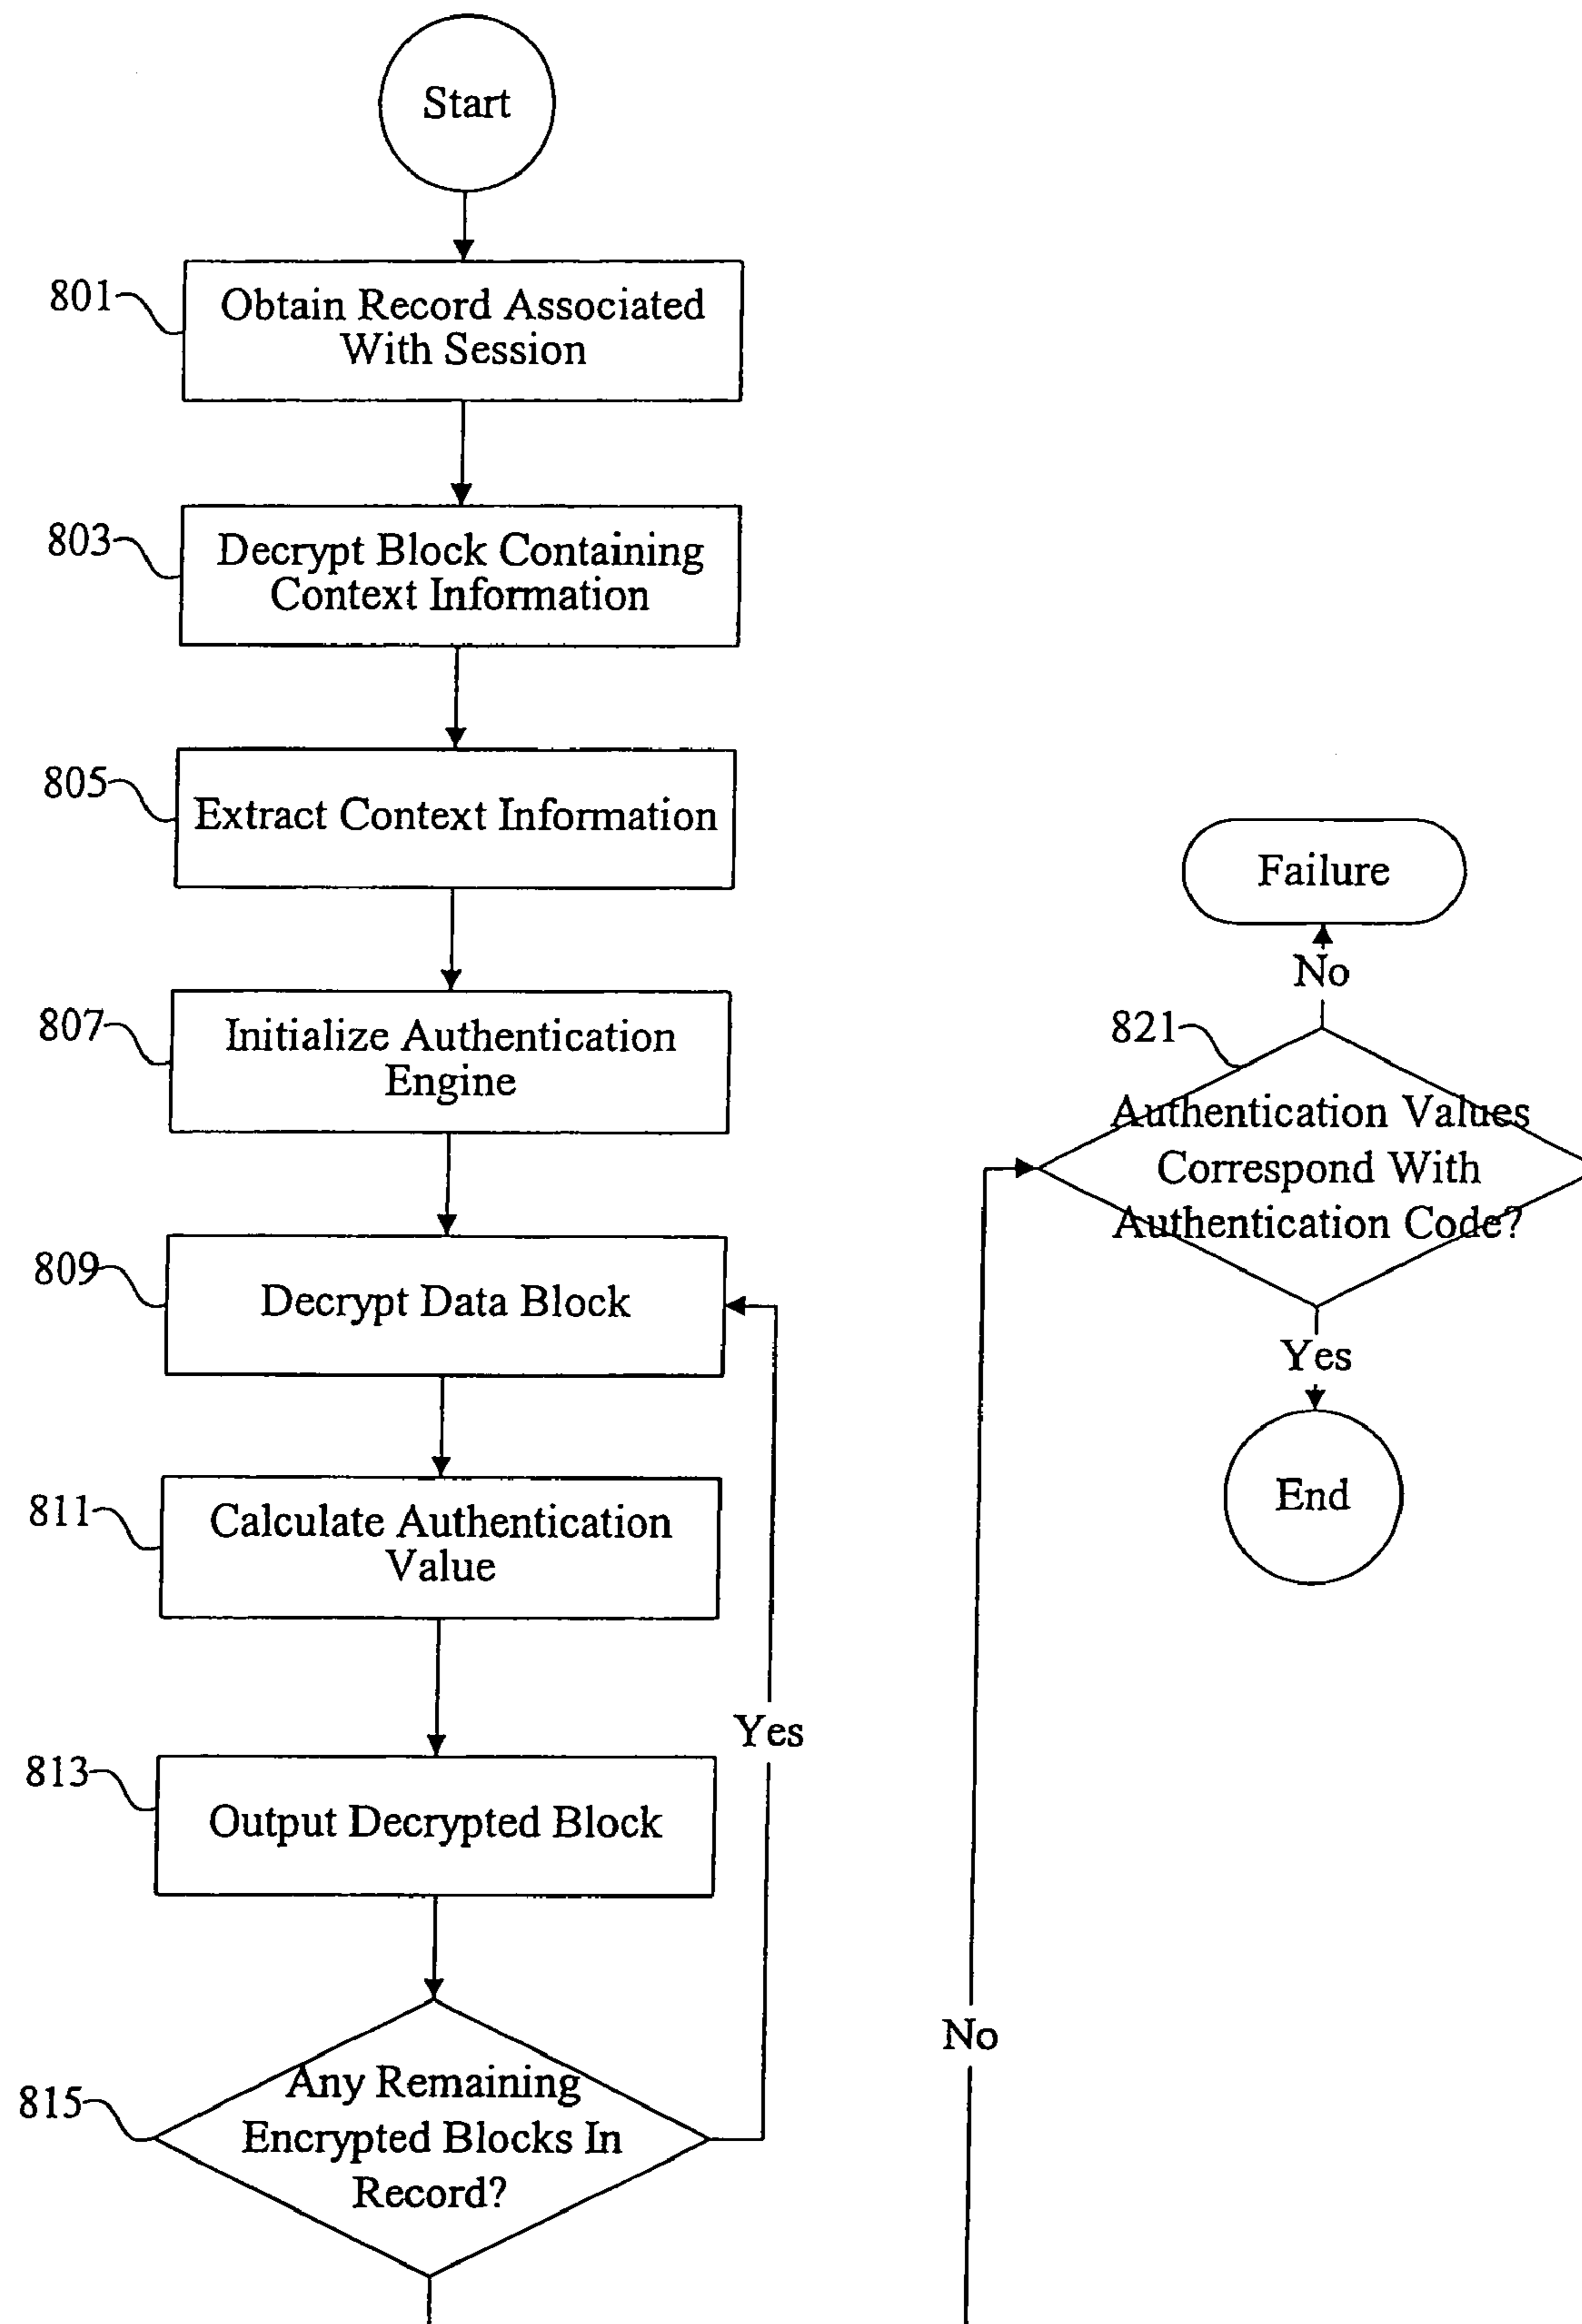 Start
801
Obtain Record Associated
With Session
803
Decrypt Block Containing
Context Information
805
Extract Context Information
807
Initialize Authentication
Engine
809
Decrypt Data Block
811
Calculate Authentication
Value
Yes
813
Output Decrypted Block
815
Any Remaining
Encrypted Blocks In
Record?
No
Failure
No
821
Authentication Values
Correspond With
Authentication Code?
Yes
End